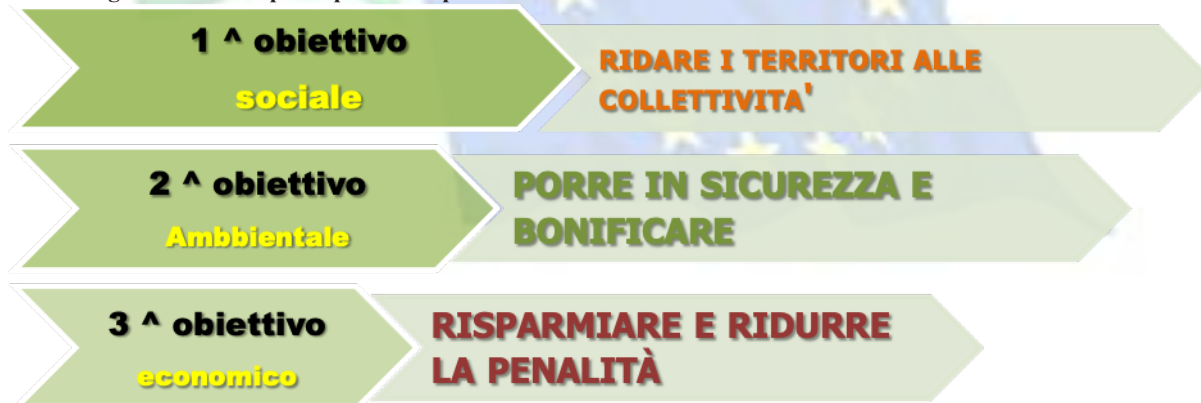 1 ^ obiettivo
sociale
RIDARE I TERRITORI ALLE
COLLETTIVITA'
2 ^ obiettivo
Ambbientale
PORRE IN SICUREZZA E
BONIFICARE
3 ^ obiettivo
economico
RISPARMIARE E RIDURRE
LA PENALITÀ